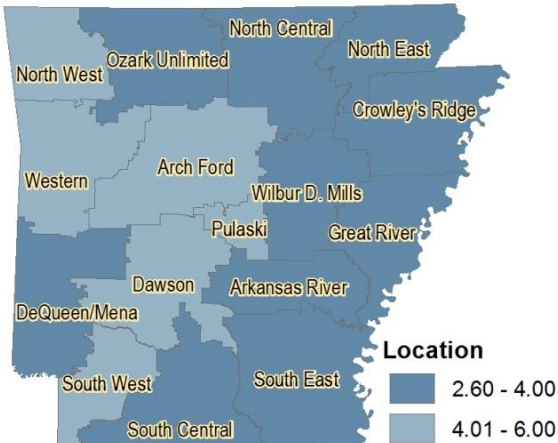 North Central
North East
Ozark Unlimited
North West
Crowley's Ridge
Arch Ford
Western
Wilbur D. Mills
Pulaski
Great River
Dawson
Arkansas River
DeQueen/Mena
Location
South West
South East
2.60 - 4.00
South Central
4.01 - 6.00